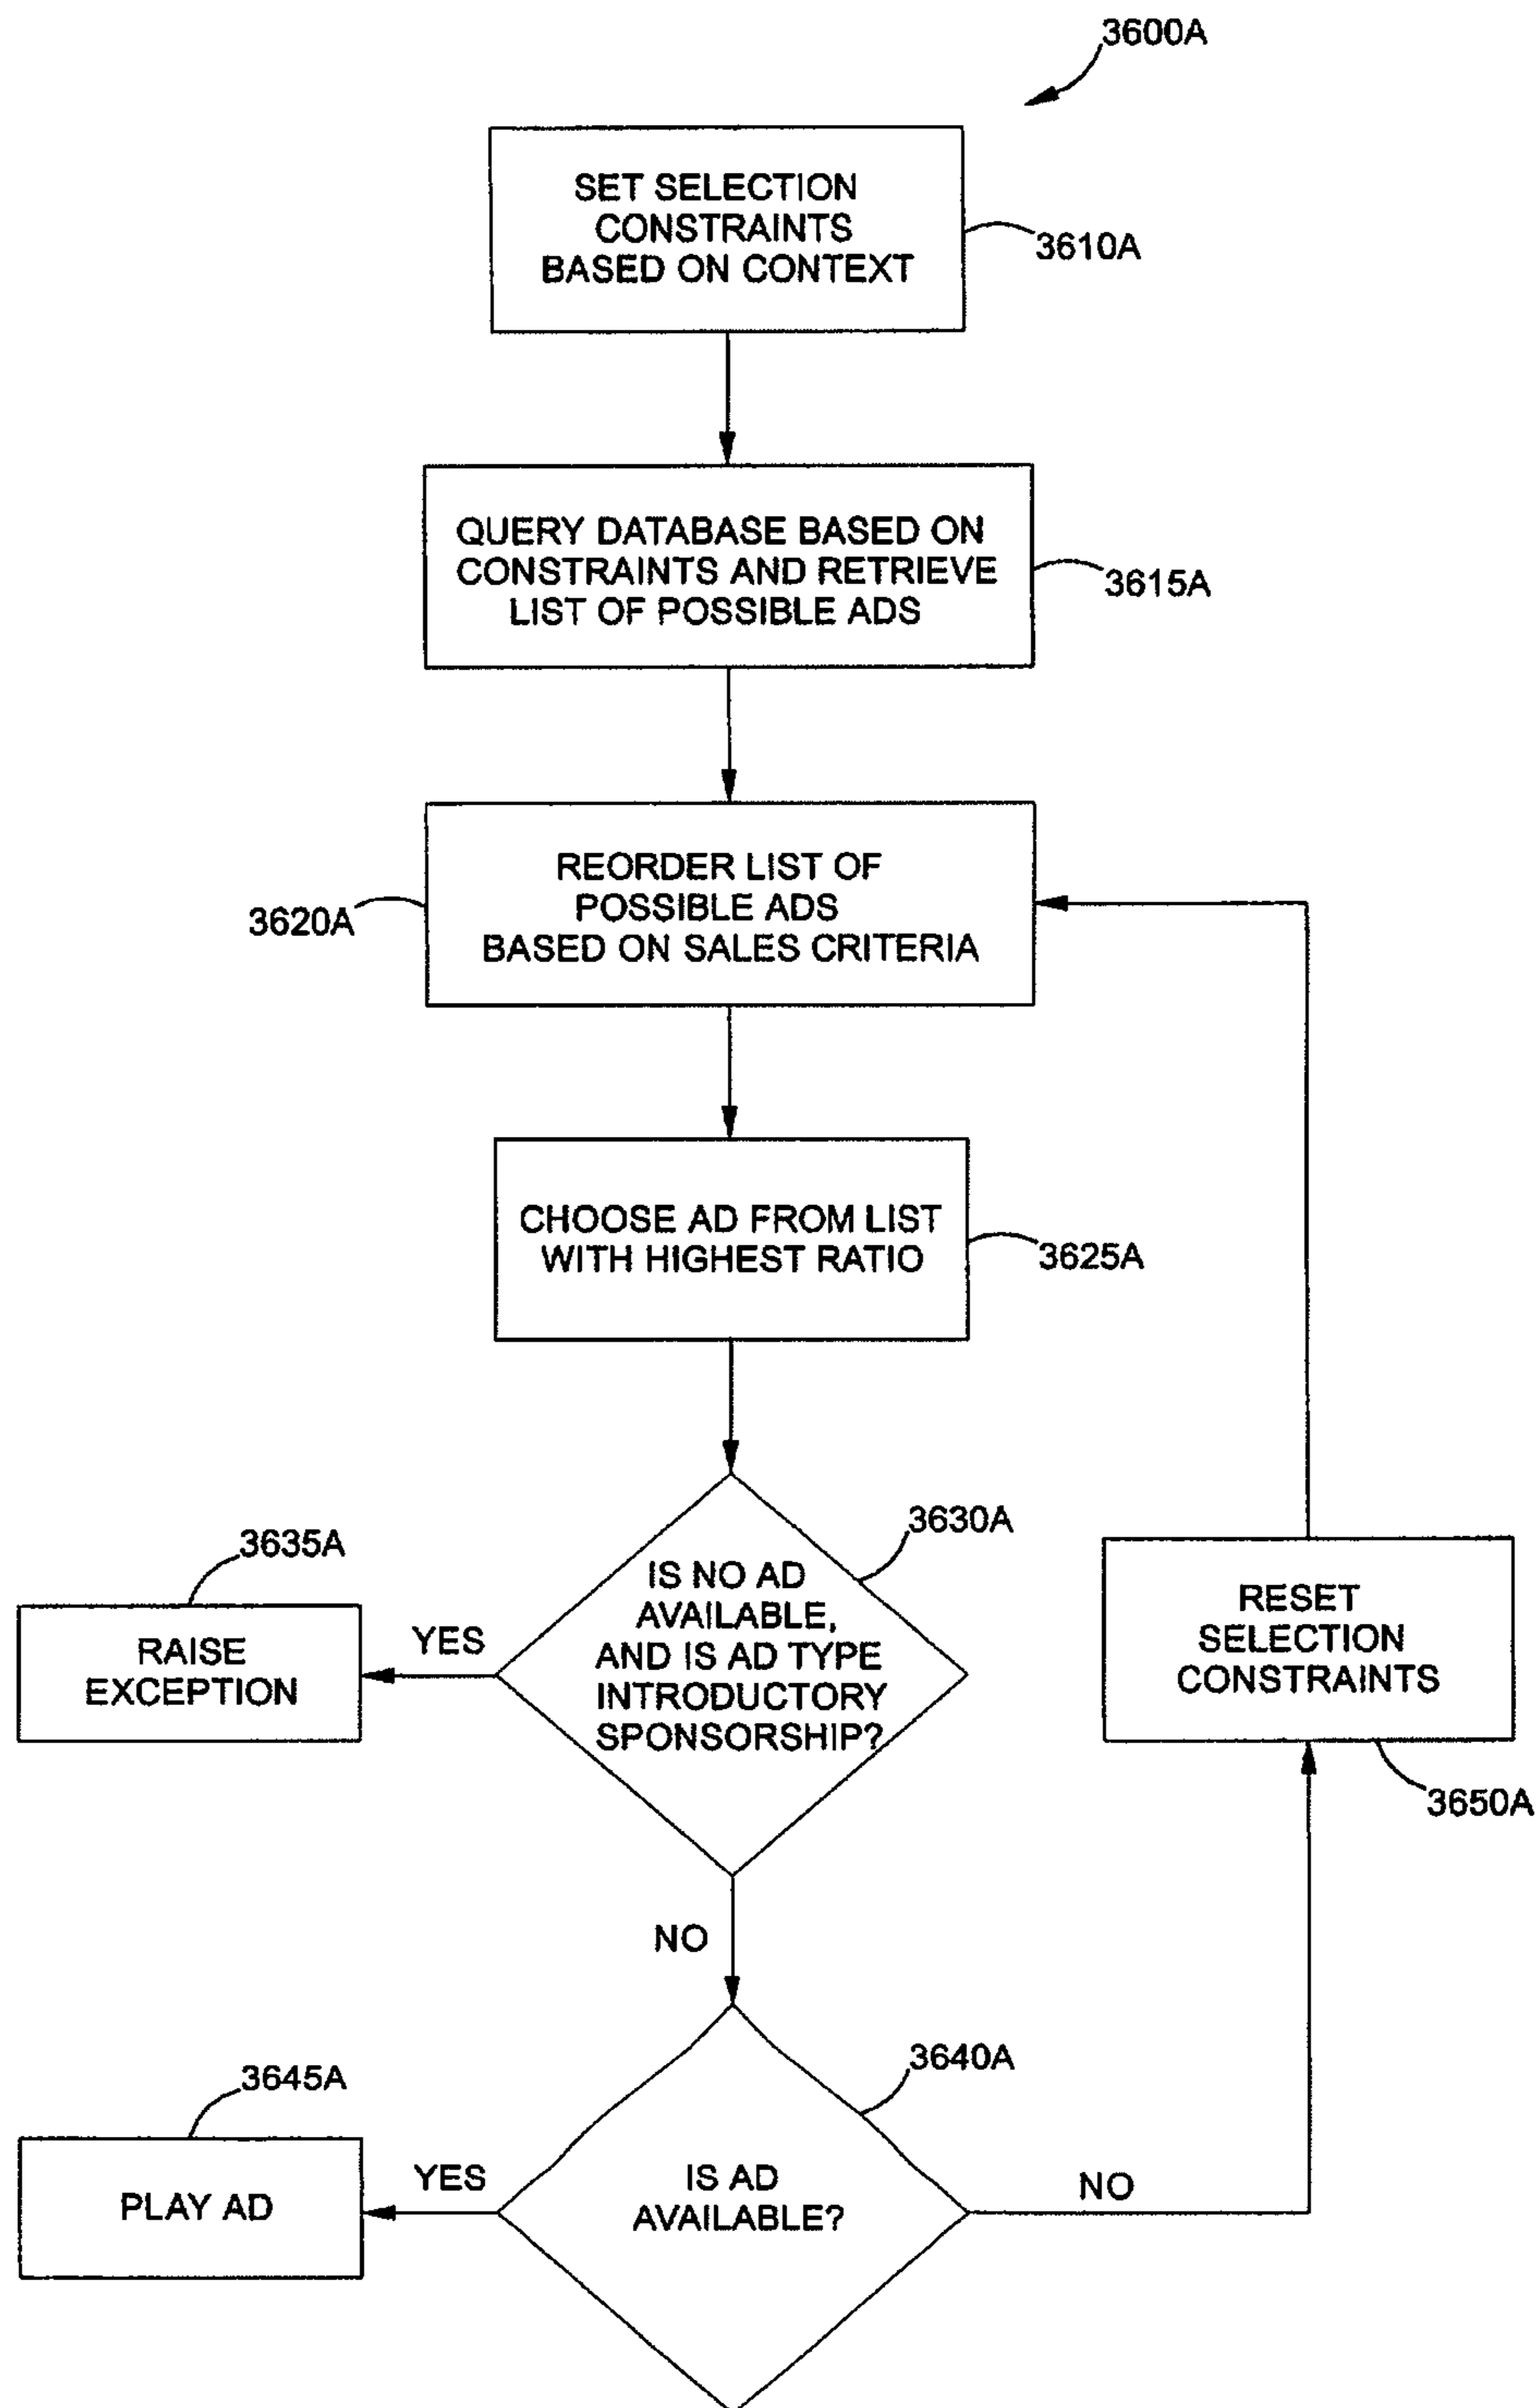 3600A
SET SELECTION
CONSTRAINTS
BASED ON CONTEXT
3610A
QUERY DATABASE BASED ON
CONSTRAINTS AND RETRIEVE
LIST OF POSSIBLE ADS
3615A
REORDER LIST OF
POSSIBLE ADS
BASED ON SALES CRITERIA
3620A
CHOOSE AD FROM LIST
WITH HIGHEST RATIO
3625A
3630A
IS NO AD
AVAILABLE,
AND IS AD TYPE
INTRODUCTORY
SPONSORSHIP?
YES
3635A
RAISE
EXCEPTION
RESET
SELECTION
CONSTRAINTS
3650A
NO
3640A
IS AD
AVAILABLE?
YES
3645A
PLAY AD
NO